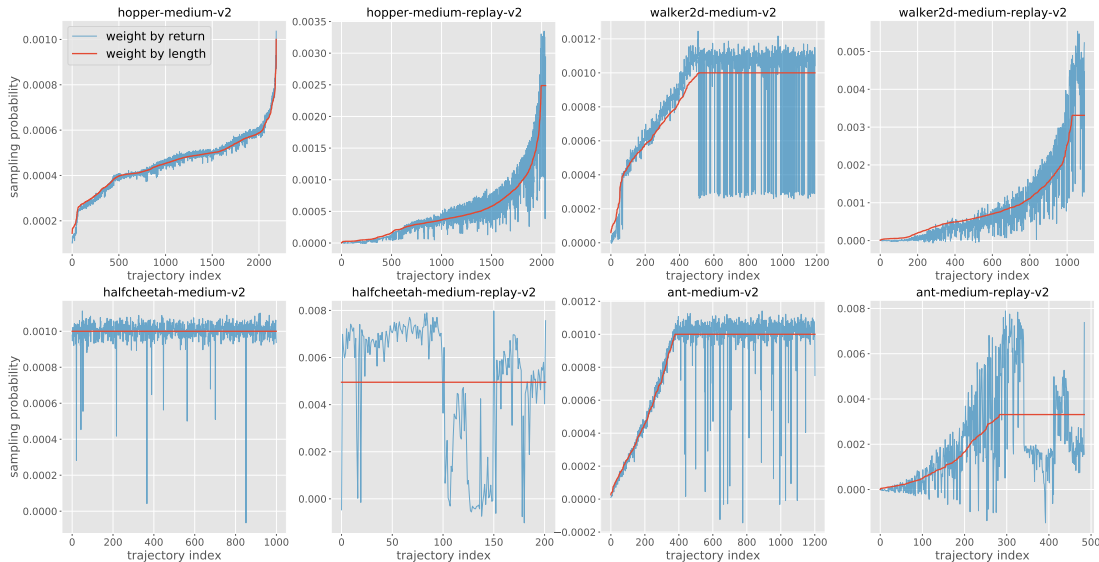 hopper-medium-v2
weight by return
weight by length
sampling probability
0.0010
0.0008
0.0006
0.0004
0.0002
0 500 1000 1500 2000
trajectory index
hopper-medium-replay-v2
0.0035
0.0030
0.0025
0.0020
0.0015
0.0010
0.0005
0.0000
0 500 1000 1500 2000
trajectory index
walker2d-medium-v2
0.0012
0.0010
0.0008
0.0006
0.0004
0.0002
0.0000
0 200 400 600 800 1000 1200
trajectory index
walker2d-medium-replay-v2
0.005
0.004
0.003
0.002
0.001
0.000
0 200 400 600 800 1000
trajectory index
halfcheetah-medium-v2
sampling probability
0.0010
0.0008
0.0006
0.0004
0.0002
0.0000
0 200 400 600 800 1000
trajectory index
halfcheetah-medium-replay-v2
0.008
0.006
0.004
0.002
0.000
0 50 100 150 200
trajectory index
ant-medium-v2
0.0012
0.0010
0.0008
0.0006
0.0004
0.0002
0.0000
−0.0002
0 200 400 600 800 1000 1200
trajectory index
ant-medium-replay-v2
0.008
0.006
0.004
0.002
0.000
0 100 200 300 400 500
trajectory index